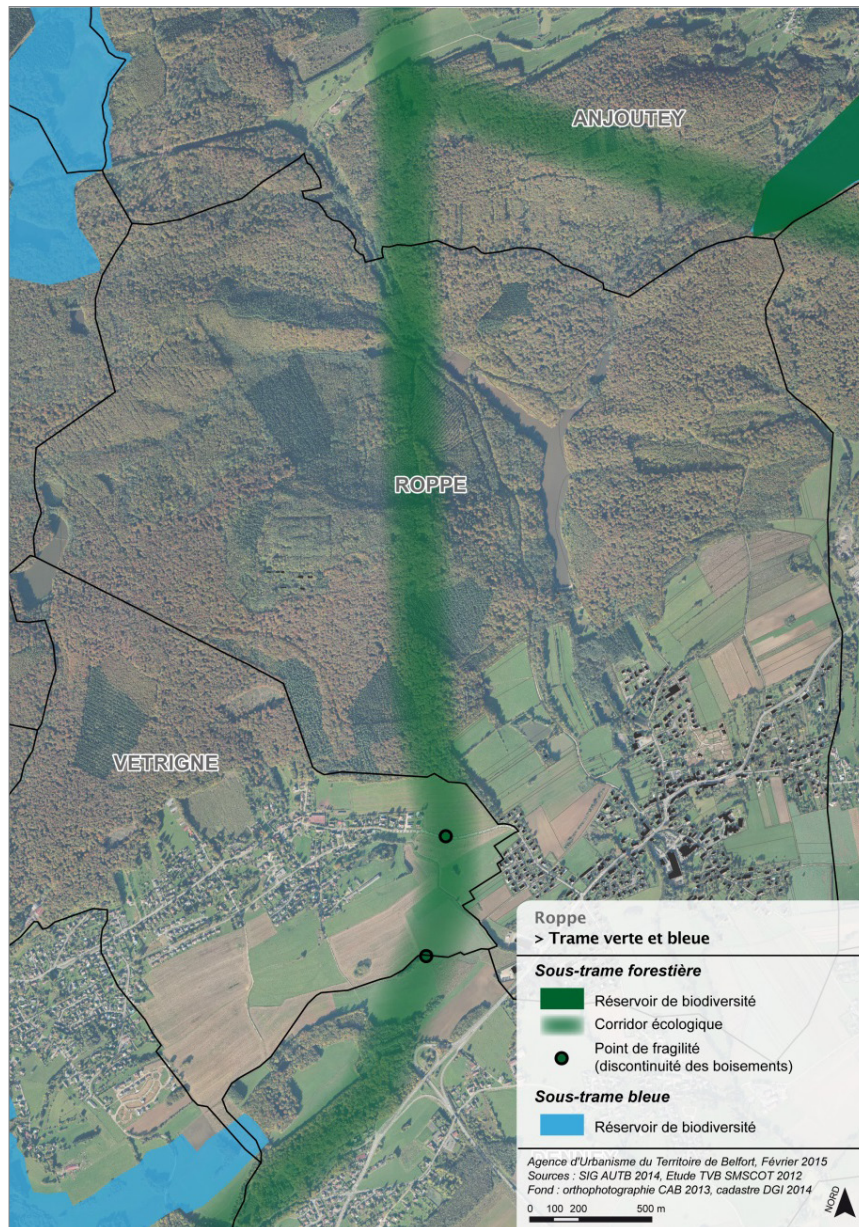 ANJOUTEY
ROPPE
VETRIGNE
Roppe
> Trame verte et bleue
Sous-trame forestière
Réservoir de biodiversité
Corridor écologique
Point de fragilité
(discontinuité des boisements)
Sous-trame bleue
Réservoir de biodiversité
Agence d'Urbanisme du Territoire de Belfort, Février 2015
Sources : SIG AUTB 2014, Etude TVB SMSCOT 2012
Fond : orthophotographie CAB 2013, cadastre DGI 2014
0 100 200 500 m
NORD